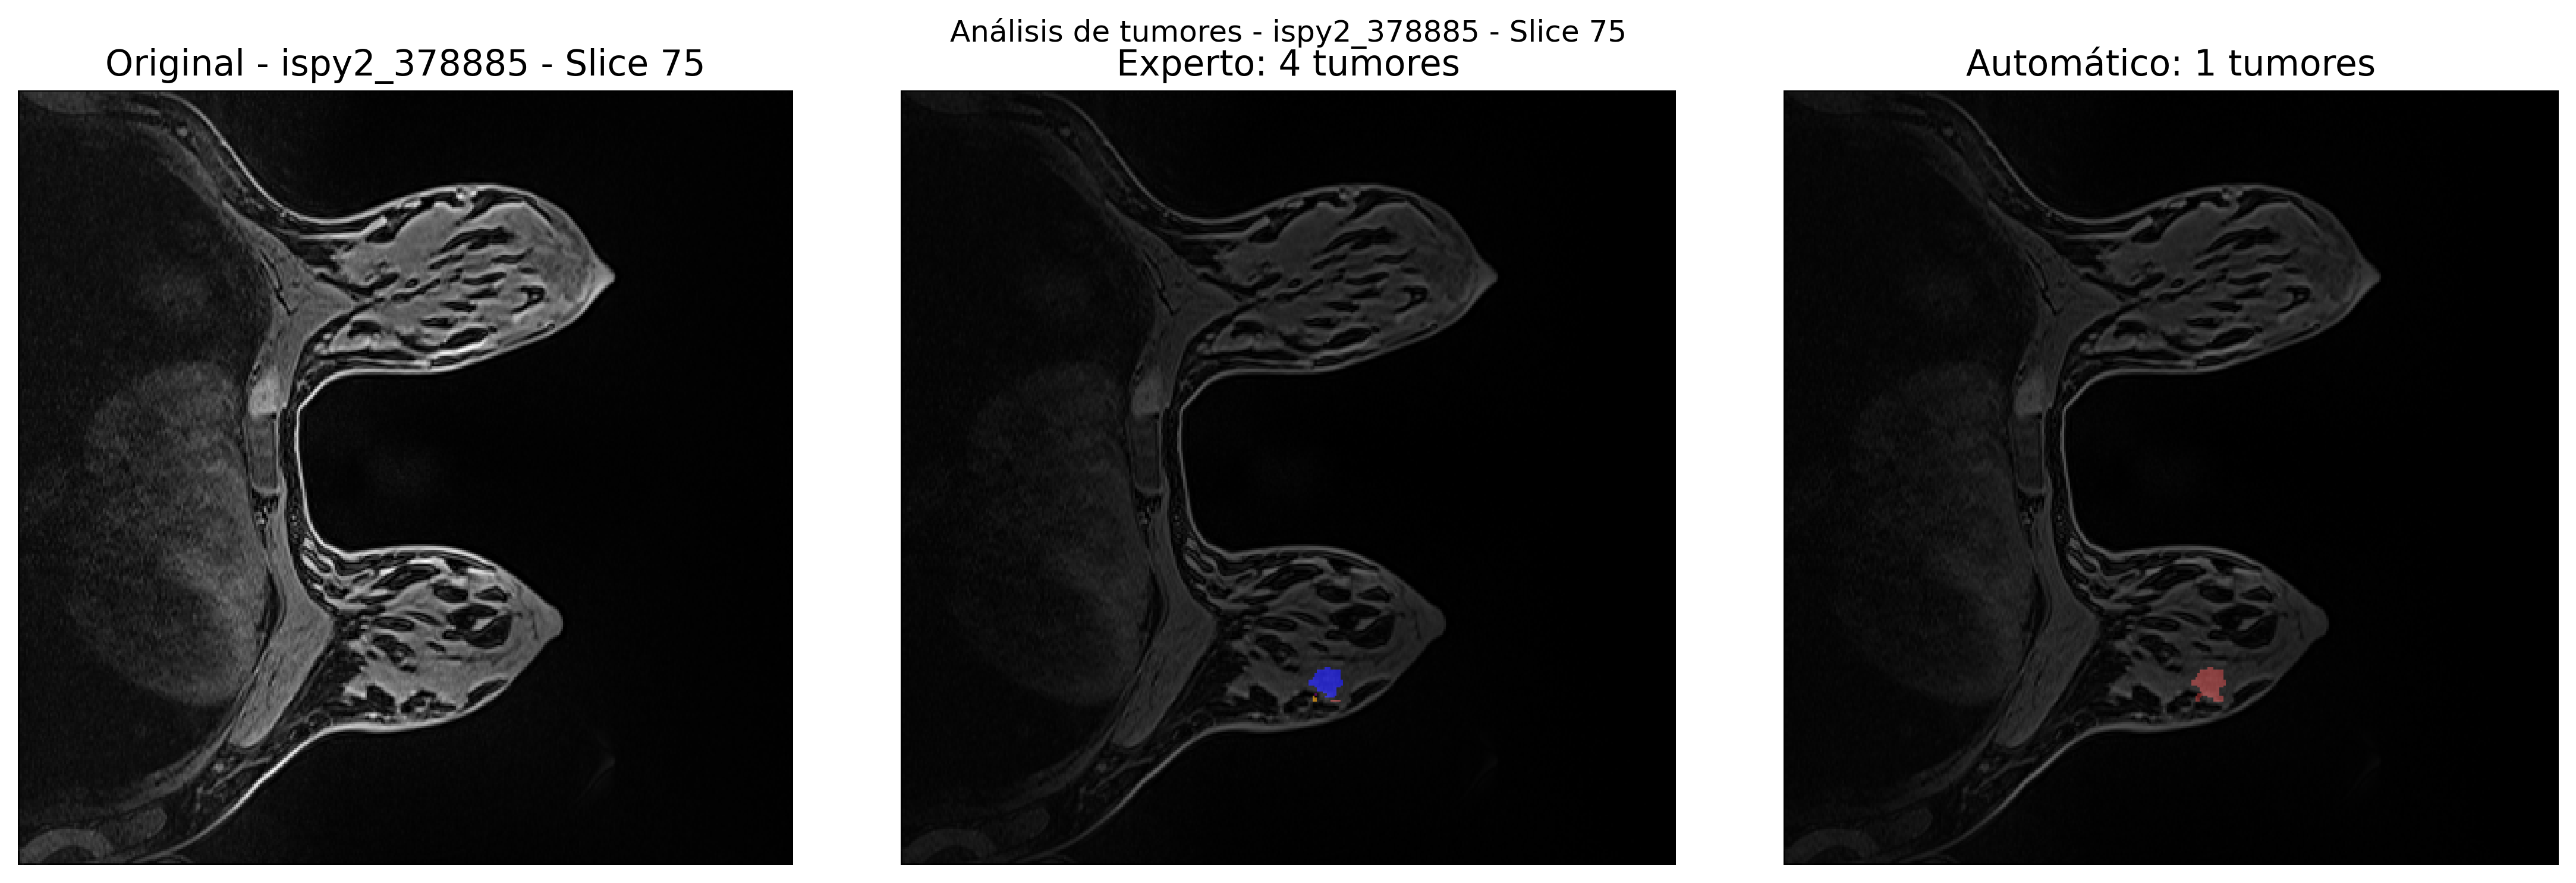 Análisis de tumores - ispy2_378885 - Slice 75
Original - ispy2_378885 - Slice 75
Experto: 4 tumores
Automático: 1 tumores